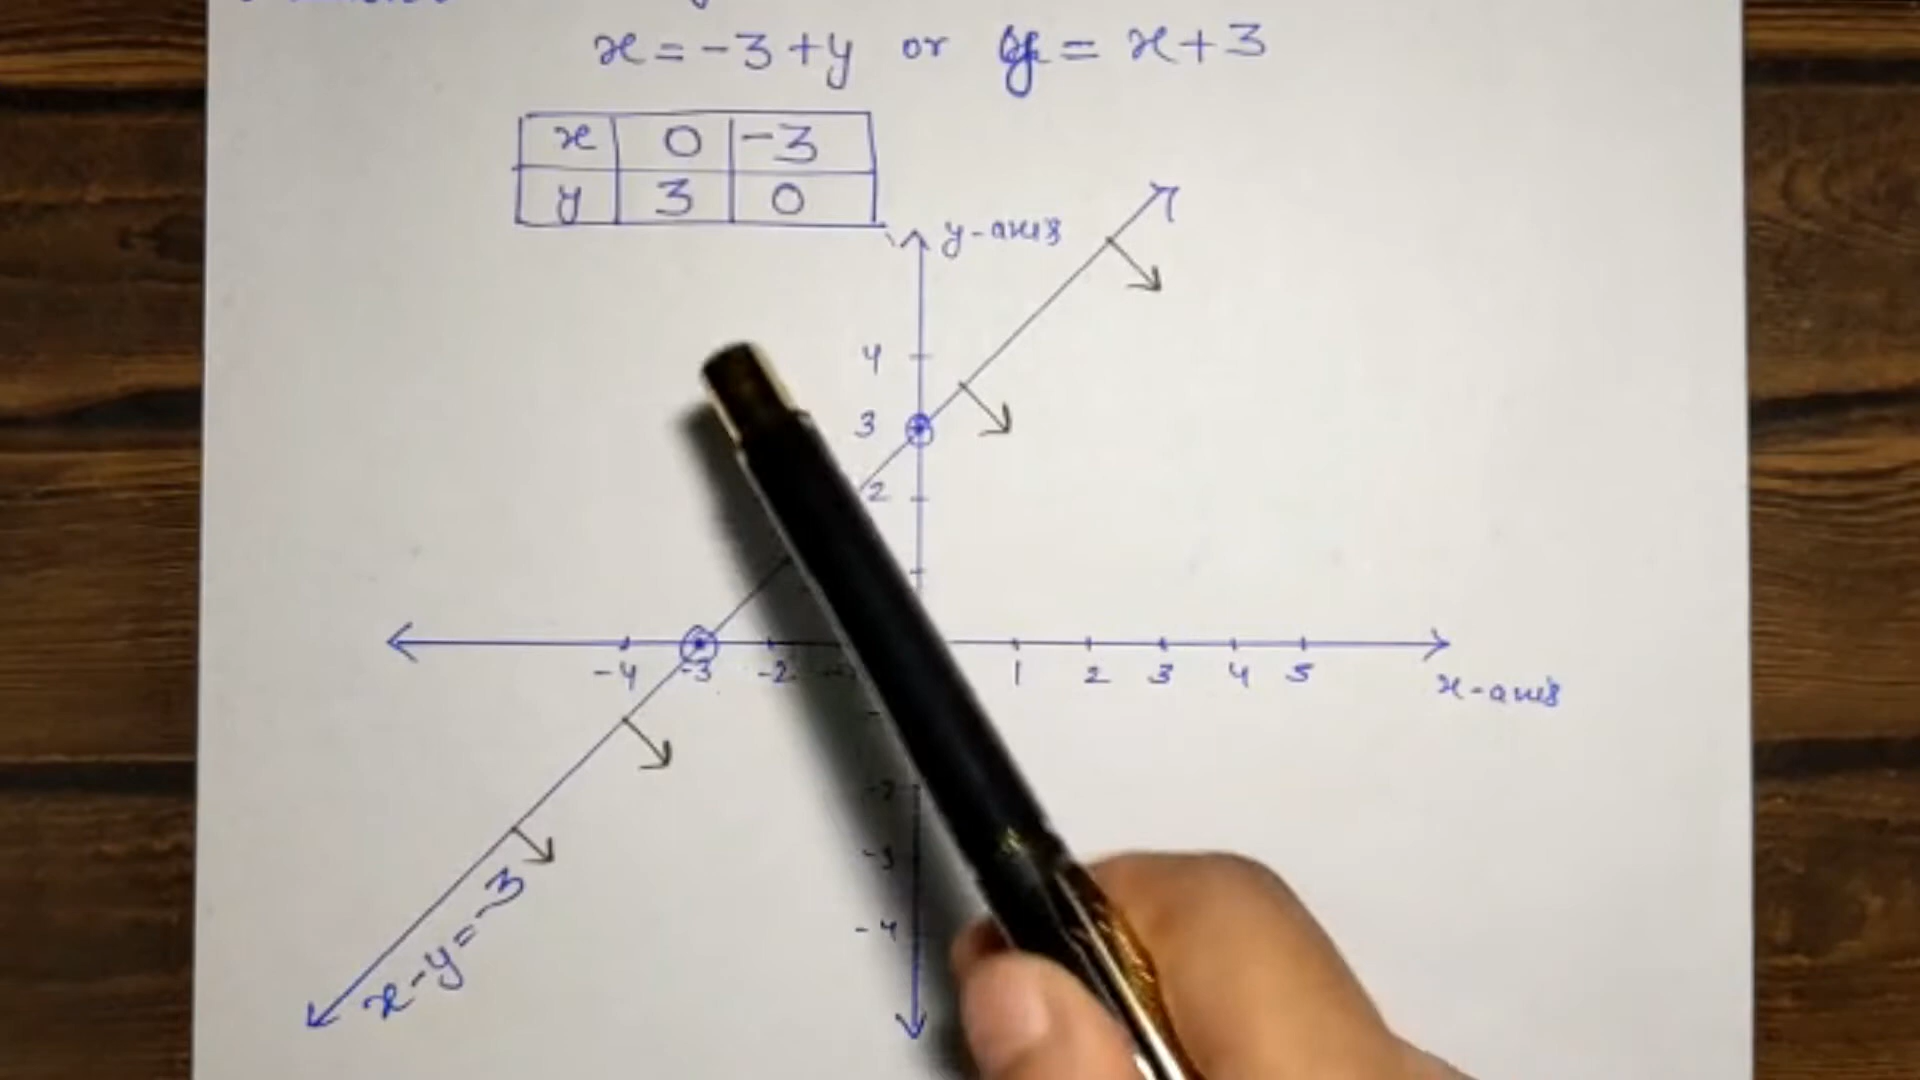 x = -3 + y or y = x + 3
x 0 -3
y 3 0
y-axis
4
3
2
-4 -3 -2 1 2 3 4 5
x-axis
-3
-4
x - y = -3